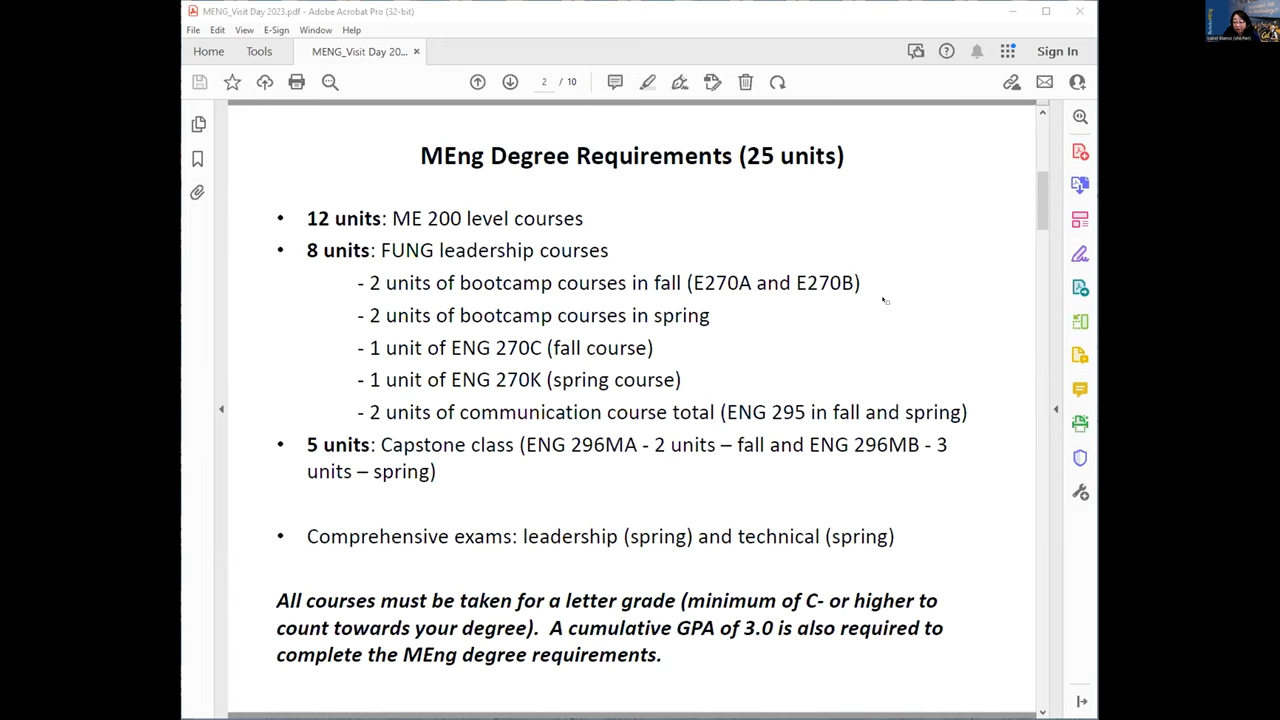 MENG_Visit Day 2023.pdf - Adobe Acrobat Pro (32-bit)
File Edit View E-Sign Window Help
Home Tools MENG_Visit Day 20... × Sign In
2 / 10
MEng Degree Requirements (25 units)
• 12 units: ME 200 level courses
• 8 units: FUNG leadership courses
- 2 units of bootcamp courses in fall (E270A and E270B)
- 2 units of bootcamp courses in spring
- 1 unit of ENG 270C (fall course)
- 1 unit of ENG 270K (spring course)
- 2 units of communication course total (ENG 295 in fall and spring)
• 5 units: Capstone class (ENG 296MA - 2 units – fall and ENG 296MB - 3
units – spring)
• Comprehensive exams: leadership (spring) and technical (spring)
All courses must be taken for a letter grade (minimum of C- or higher to
count towards your degree). A cumulative GPA of 3.0 is also required to
complete the MEng degree requirements.
Cal